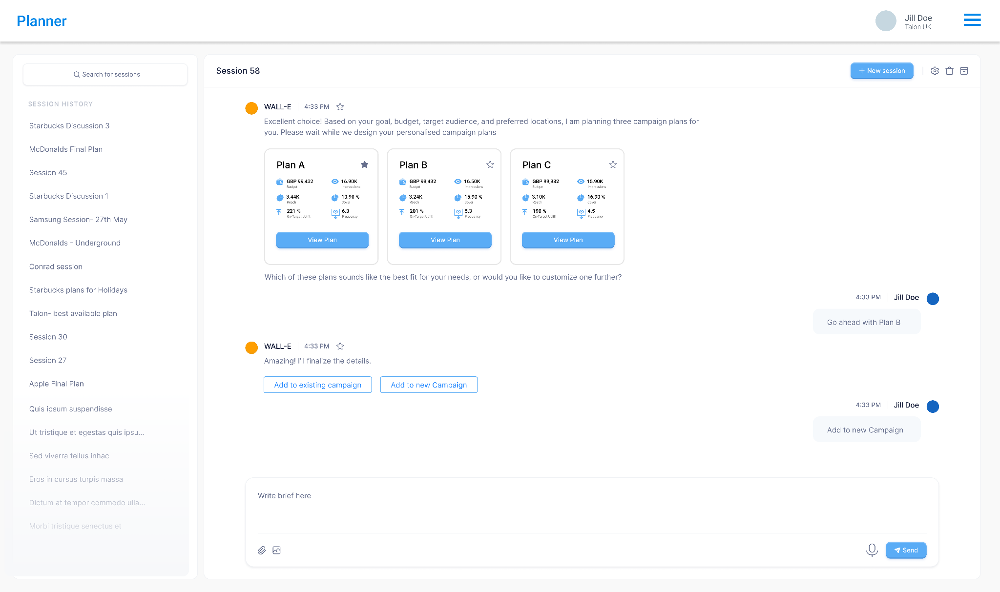 Planner
Jill Doe
Talon UK
Search for sessions
SESSION HISTORY
Starbucks Discussion 3
McDonalds Final Plan
Session 45
Starbucks Discussion 1
Samsung Session- 27th May
McDonalds - Underground
Conrad session
Starbucks plans for Holidays
Talon- best available plan
Session 30
Session 27
Apple Final Plan
Quis ipsum suspendisse
Ut tristique et egestas quis ipsu...
Sed viverra tellus inhac
Eros in cursus turpis massa
Dictum at tempor commodo ulla...
Morbi tristique senectus et
Session 58
+ New session
WALL-E 4:33 PM
Excellent choice! Based on your goal, budget, target audience, and preferred locations, I am planning three campaign plans for
you. Please wait while we design your personalised campaign plans
Plan A
GBP 99,432 16.90K
Budget Impressions
3.44K 10.90 %
Reach Cover
221 % 6.3
On-Target Uplift Frequency
View Plan
Plan B
GBP 98,432 16.50K
Budget Impressions
3.24K 15.90 %
Reach Cover
201 % 5.3
On-Target Uplift Frequency
View Plan
Plan C
GBP 99,932 15.90K
Budget Impressions
3.10K 16.90 %
Reach Cover
190 % 4.5
On-Target Uplift Frequency
View Plan
Which of these plans sounds like the best fit for your needs, or would you like to customize one further?
4:33 PM Jill Doe
Go ahead with Plan B
WALL-E 4:33 PM
Amazing! I'll finalize the details.
Add to existing campaign
Add to new Campaign
4:33 PM Jill Doe
Add to new Campaign
Write brief here
Send